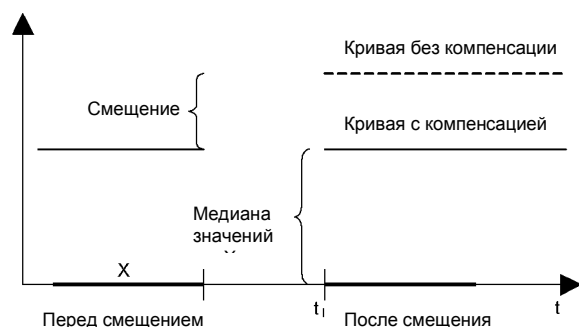 Кривая без компенсации
Смещение
Кривая с компенсацией
Медиана
значений
X
t
t
Перед смещением
После смещения